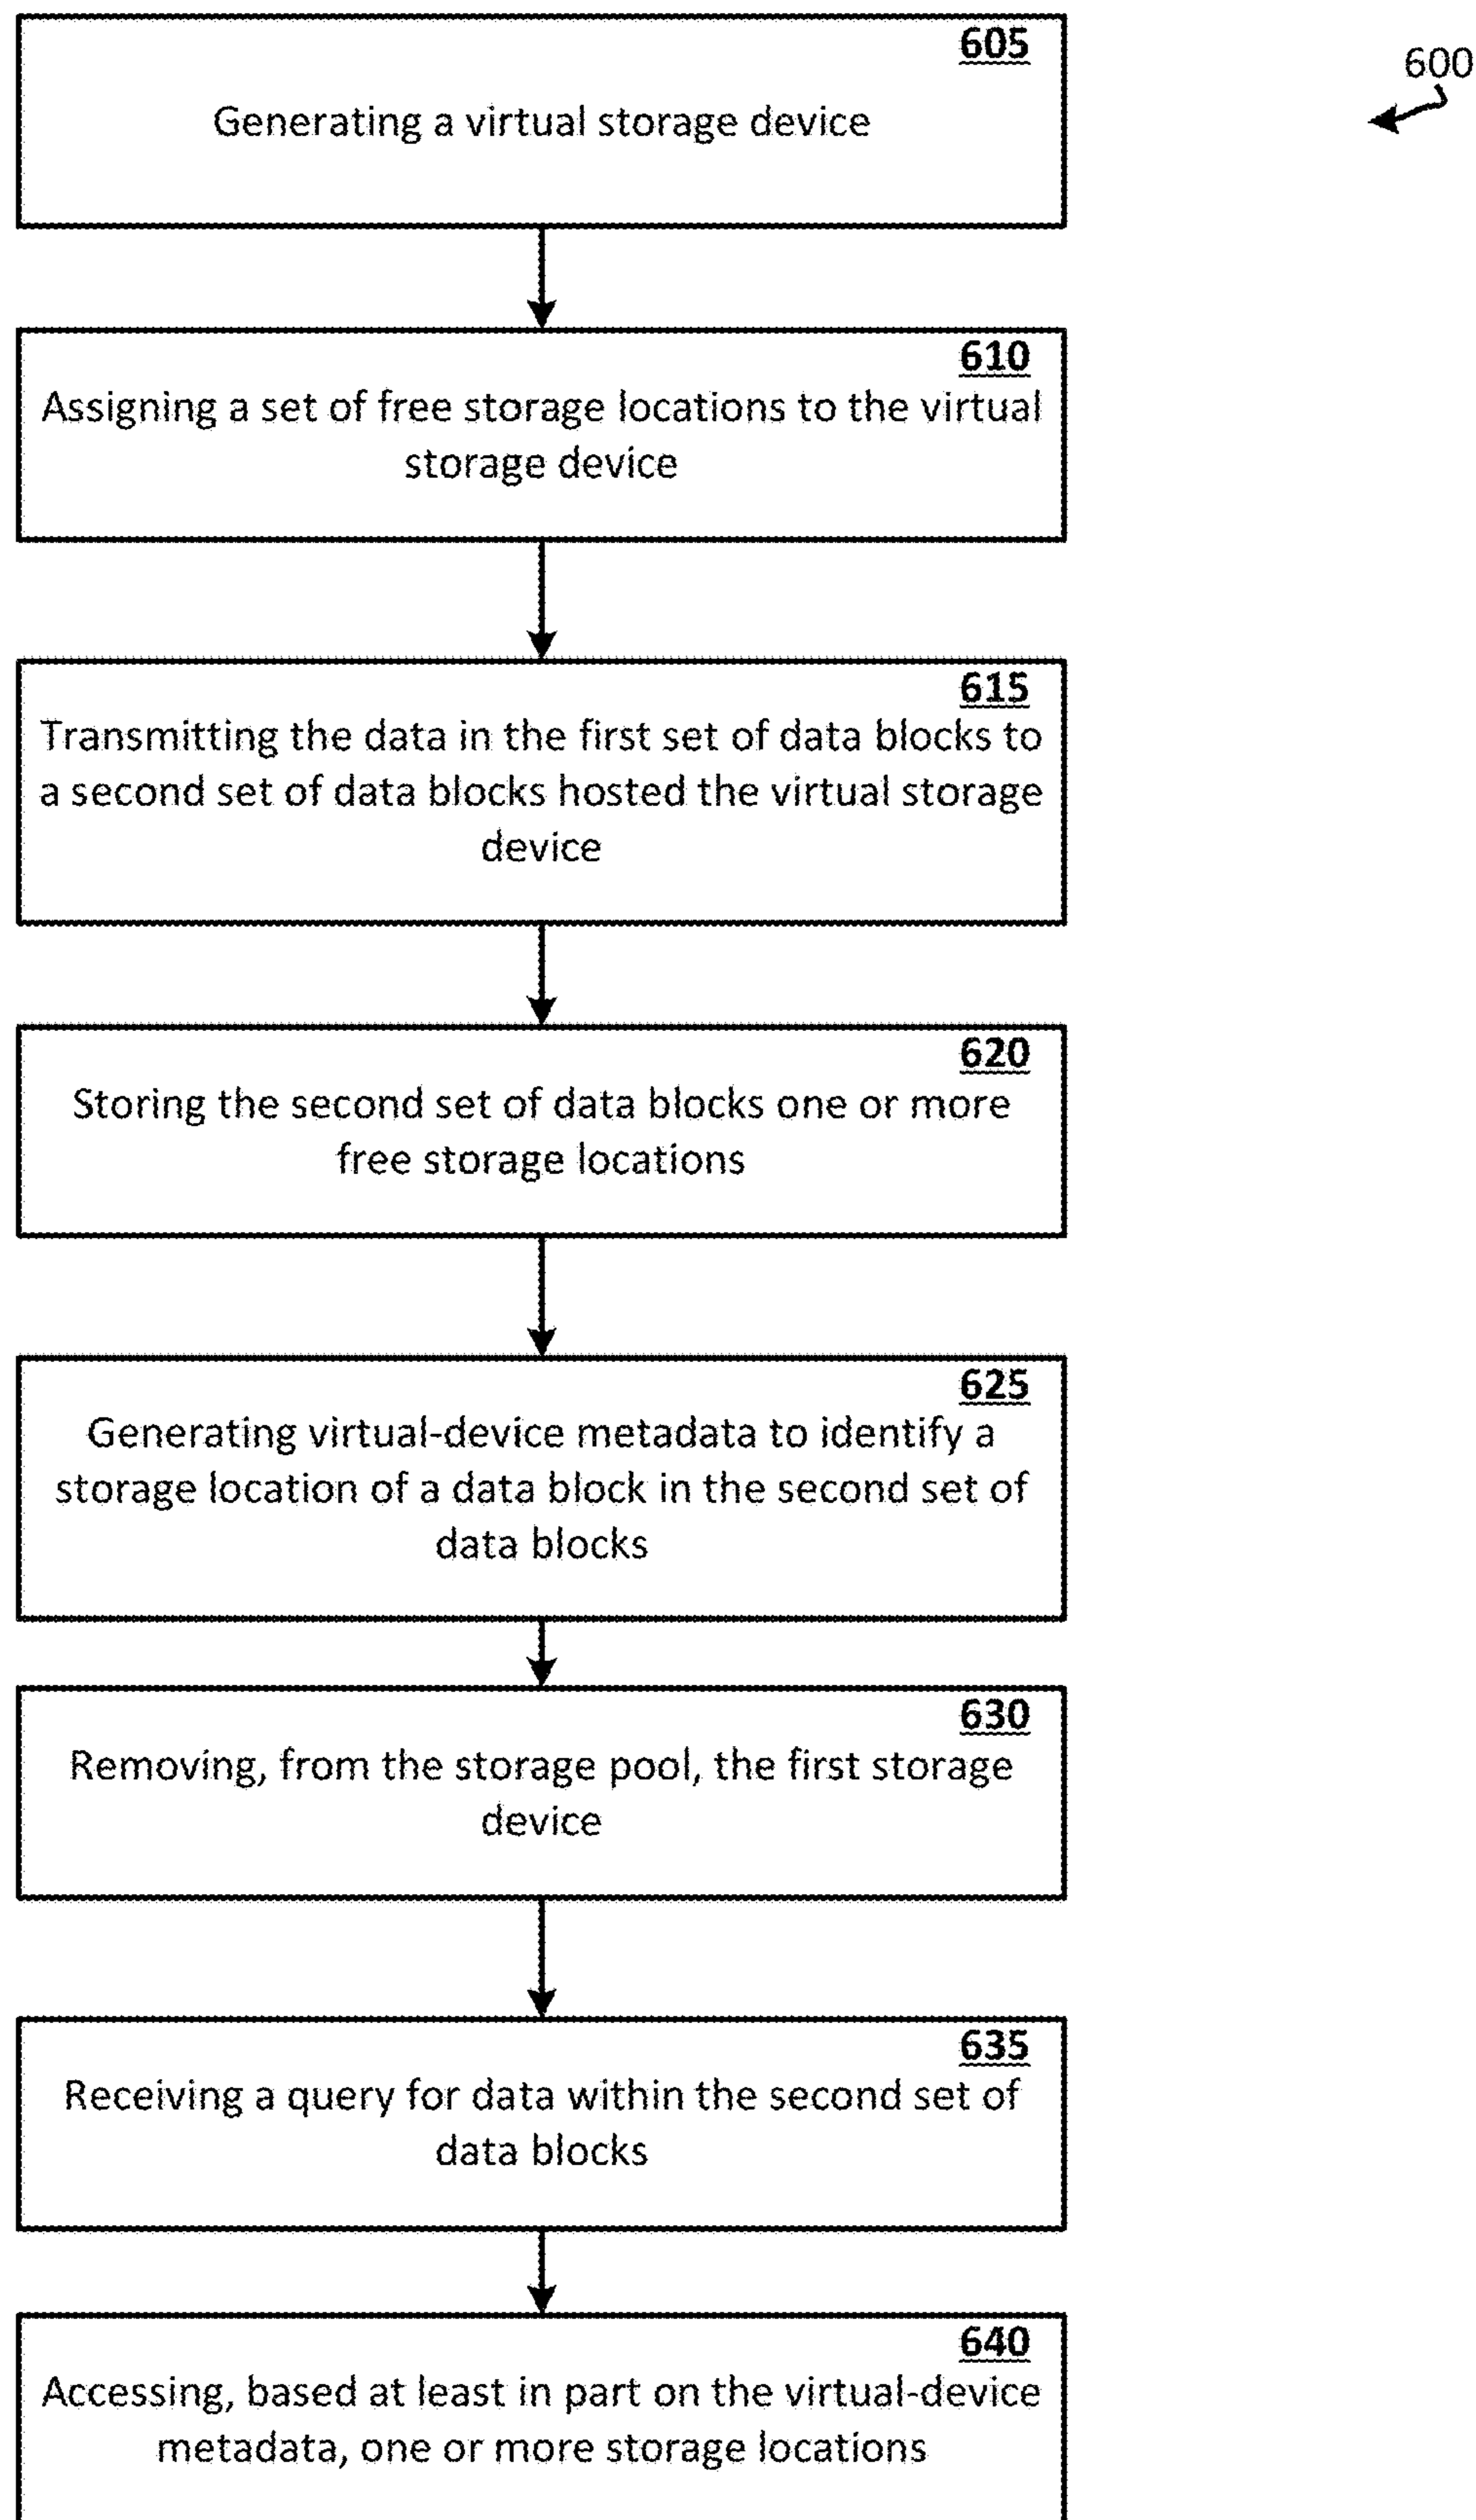 605
600
Generating a virtual storage device
610
Assigning a set of free storage locations to the virtual
storage device
615
Transmitting the data in the first set of data blocks to
a second set of data blocks hosted the virtual storage
device
620
Storing the second set of data blocks one or more
free storage locations
625
Generating virtual-device metadata to identify a
storage location of a data block in the second set of
data blocks
630
Removing, from the storage pool, the first storage
device
635
Receiving a query for data within the second set of
data blocks
640
Accessing, based at least in part on the virtual-device
metadata, one or more storage locations